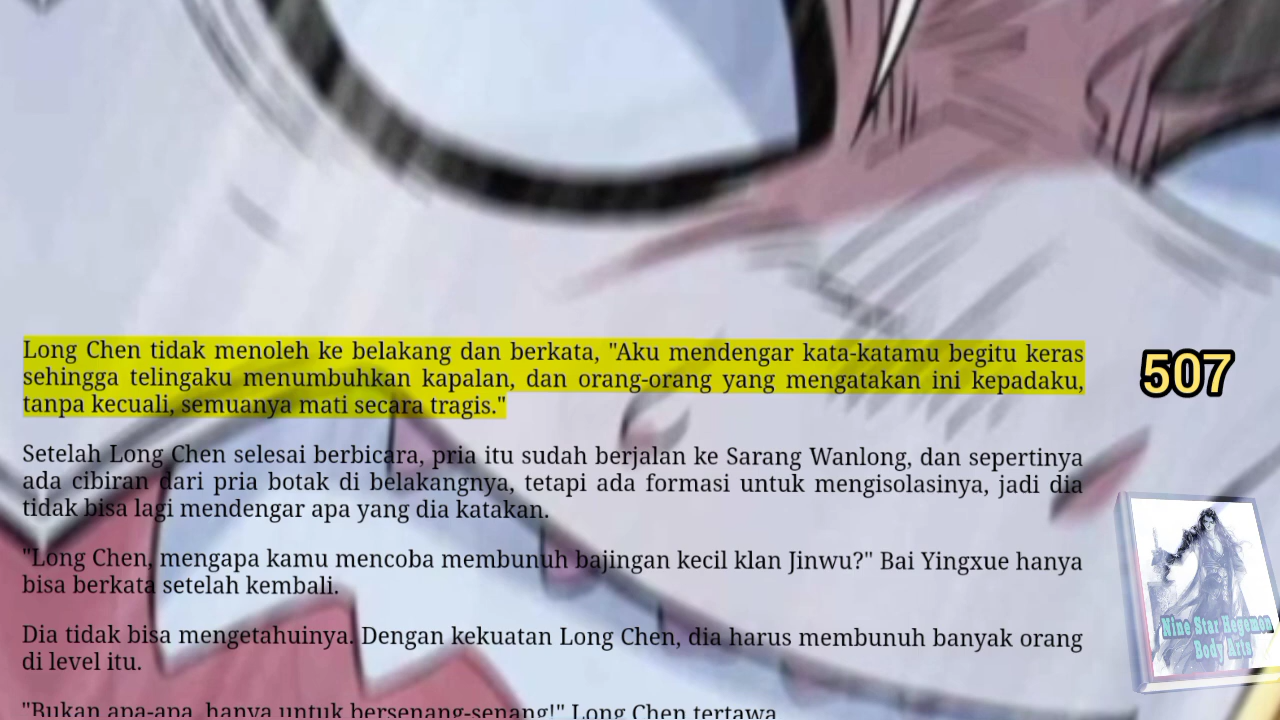 Long Chen tidak menoleh ke belakang dan berkata, "Aku mendengar kata-katamu begitu keras
sehingga telingaku menumbuhkan kapalan, dan orang-orang yang mengatakan ini kepadaku,
tanpa kecuali, semuanya mati secara tragis."
507
Setelah Long Chen selesai berbicara, pria itu sudah berjalan ke Sarang Wanlong, dan sepertinya
ada cibiran dari pria botak di belakangnya, tetapi ada formasi untuk mengisolasinya, jadi dia
tidak bisa lagi mendengar apa yang dia katakan.
"Long Chen, mengapa kamu mencoba membunuh bajingan kecil klan Jinwu?" Bai Yingxue hanya
bisa berkata setelah kembali.
Dia tidak bisa mengetahuinya. Dengan kekuatan Long Chen, dia harus membunuh banyak orang
di level itu.
"Bukan apa-apa, hanya untuk bersenang-senang!" Long Chen tertawa
Nine Star Hegemon
Body Arts